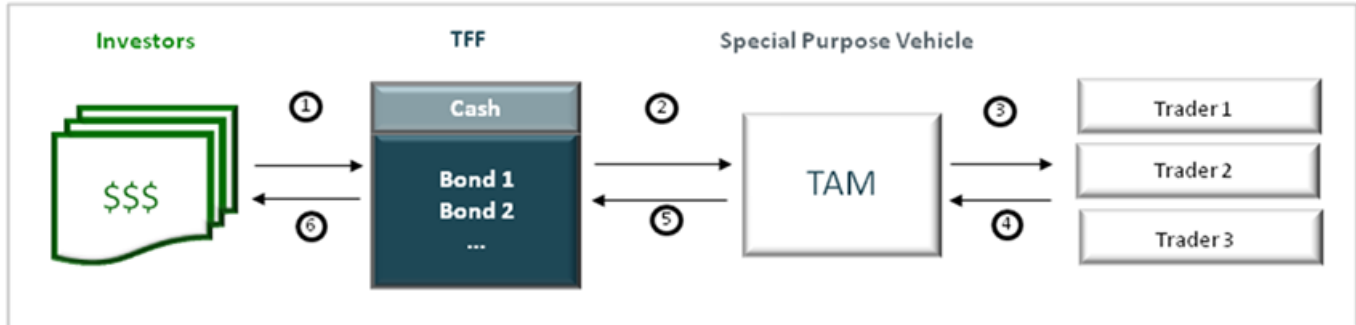 Investors
TFF
Special Purpose Vehicle
1
2
3
Cash
Trader 1
$$$
Bond 1
Bond 2
...
TAM
Trader 2
6
5
4
Trader 3